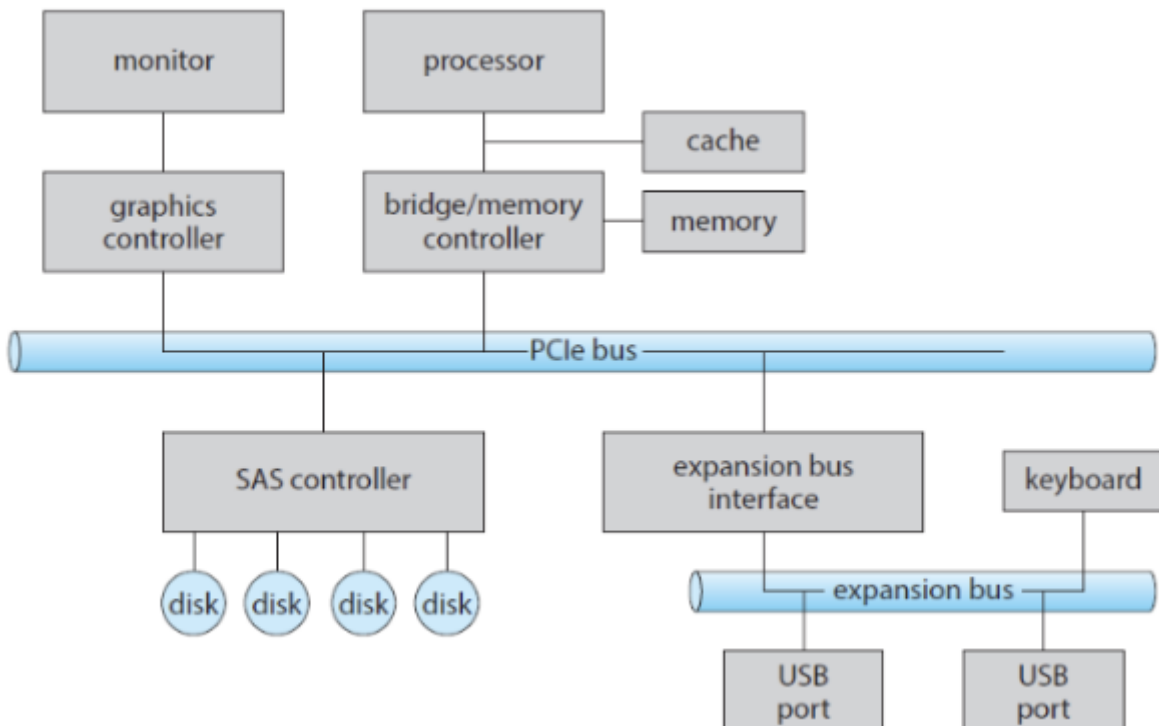 monitor
processor
cache
graphics
controller
bridge/memory
controller
memory
PCIe bus
SAS controller
expansion bus
interface
keyboard
disk
disk
disk
disk
expansion bus
USB
port
USB
port